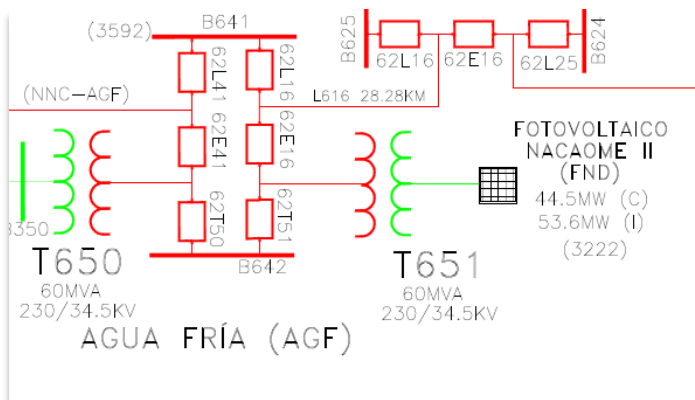 B641
(3592)
62L41
62L16
(NNC-AGF)
62E41
62E16
62T50
62T51
B642
T650
60MVA
230/34.5KV
AGUA FRÍA (AGF)
B625
62L16
62E16
62L25
B624
L616 28.28KM
T651
60MVA
230/34.5KV
FOTOVOLTAICO
NACAOME II
(FND)
44.5MW (C)
53.6MW (I)
(3222)